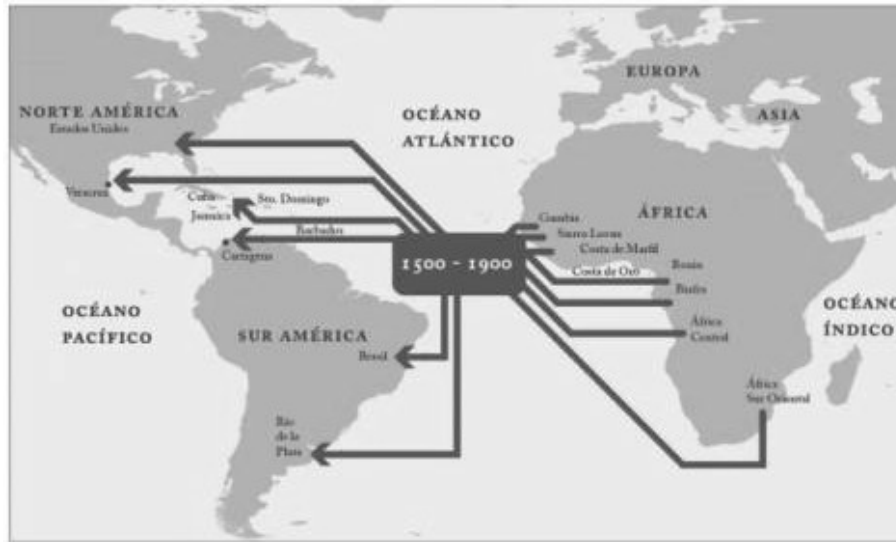 EUROPA
NORTE AMÉRICA
Estados Unidos
OCÉANO
ATLÁNTICO
ASIA
Veracruz
Cuba
Sto. Domingo
Jamaica
Barbados
Cartagena
1500 - 1900
ÁFRICA
Gambia
Sierra Leona
Costa de Marfil
Costa de Oro
Benin
Biafra
África
Central
OCÉANO
PACÍFICO
OCÉANO
ÍNDICO
SUR AMÉRICA
Brasil
África
Sur Oriental
Río
de la
Plata